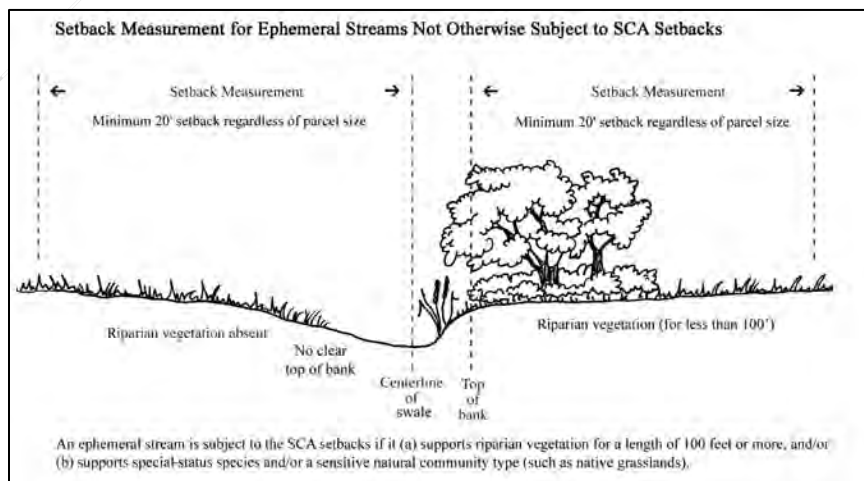 Setback Measurement for Ephemeral Streams Not Otherwise Subject to SCA Setbacks
Setback Measurement
Minimum 20' setback regardless of parcel size
Setback Measurement
Minimum 20' setback regardless of parcel size
Riparian vegetation absent
No clear
top of bank
Centerline
of
swale
Top
of
bank
Riparian vegetation (for less than 100')
An ephemeral stream is subject to the SCA setbacks if it (a) supports riparian vegetation for a length of 100 feet or more, and/or
(b) supports special-status species and/or a sensitive natural community type (such as native grasslands).